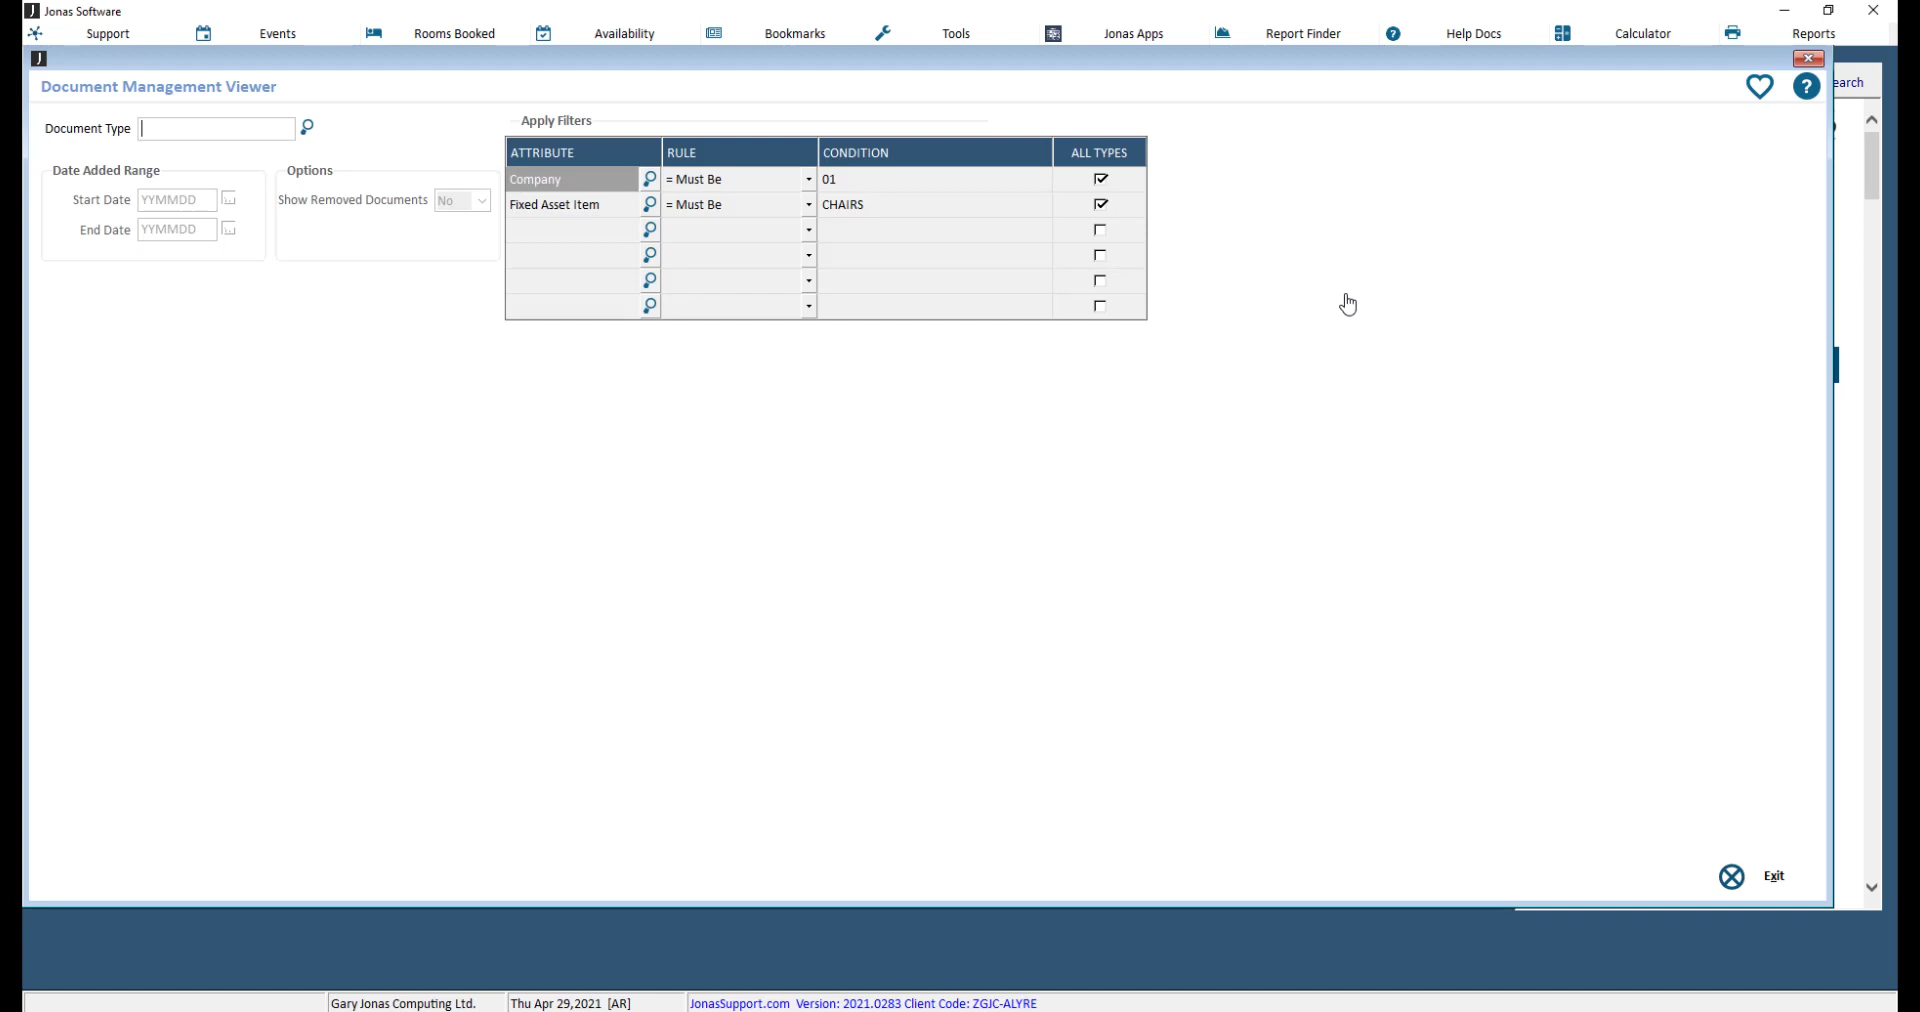 Jonas Software
Support Events Rooms Booked Availability Bookmarks Tools Jonas Apps Report Finder Help Docs Calculator Reports
Document Management Viewer
earch
Document Type
Apply Filters
ATTRIBUTE RULE CONDITION ALL TYPES
Company = Must Be 01
Fixed Asset Item = Must Be CHAIRS
Date Added Range
Start Date YYMMDD
End Date YYMMDD
Options
Show Removed Documents No
Exit
Gary Jonas Computing Ltd. Thu Apr 29,2021 [AR] JonasSupport.com Version: 2021.0283 Client Code: ZGJC-ALYRE